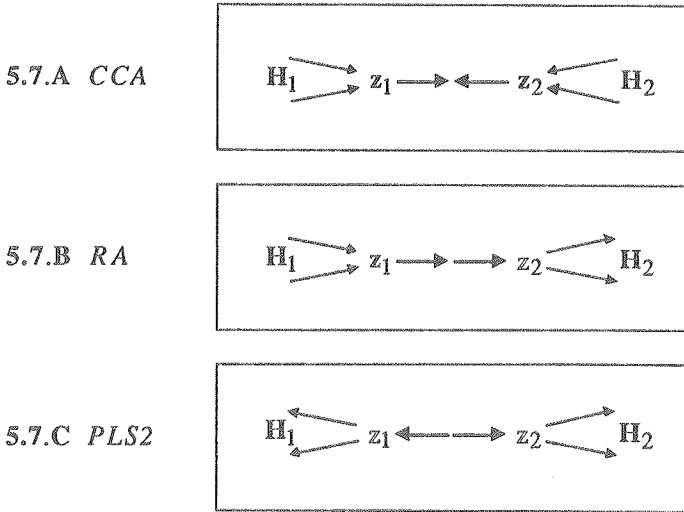 5.7.A CCA H₁ z₁ z₂ H₂
5.7.B RA H₁ z₁ z₂ H₂
5.7.C PLS2 H₁ z₁ z₂ H₂